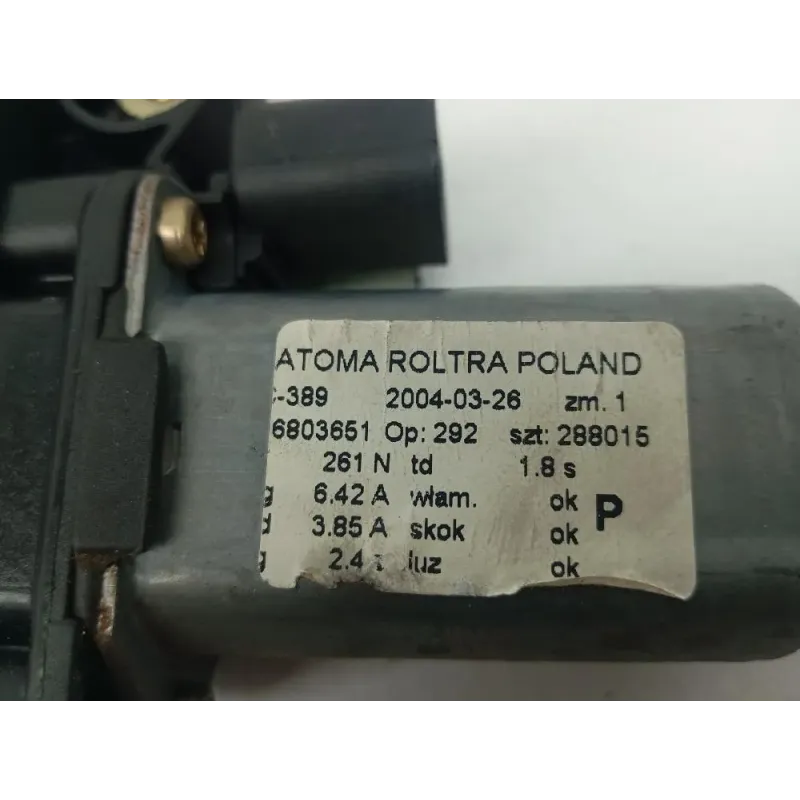 ATOMA ROLTRA POLAND
-389 2004-03-26 zm. 1
6803651 Op: 292 szt: 288015
261 N td 1.8 s
g 6.42 A włam. ok P
d 3.85 A skok ok
g 2.4 luz ok